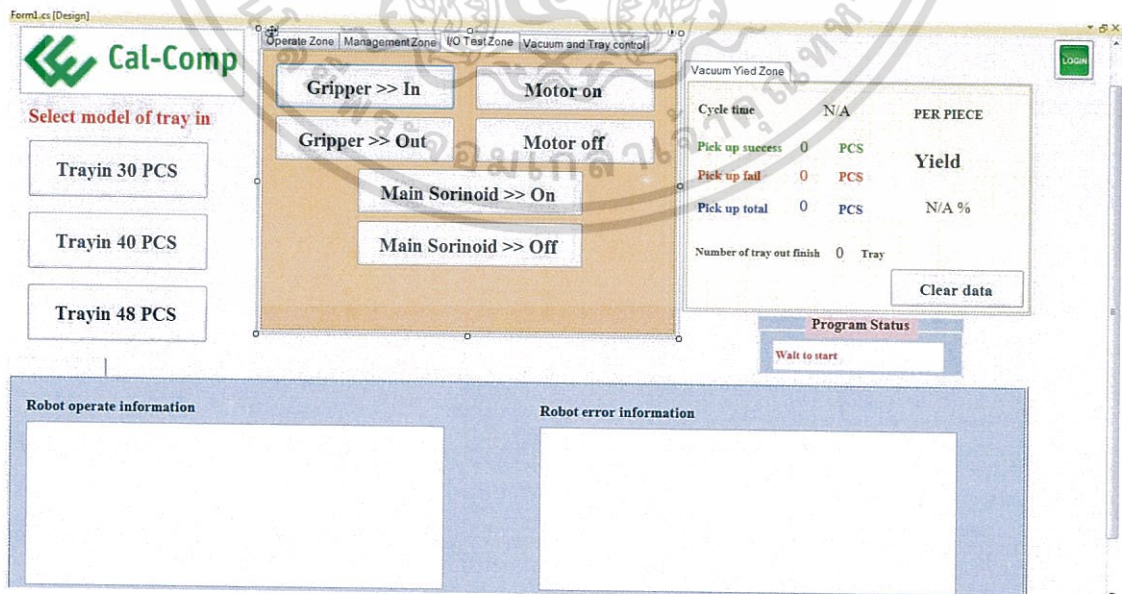 Form1.cs [Design]
Cal-Comp
Select model of tray in
Trayin 30 PCS
Trayin 40 PCS
Trayin 48 PCS
Operate Zone
Management Zone
I/O Test Zone
Vacuum and Tray control
Gripper >> In
Motor on
Gripper >> Out
Motor off
Main Sorinoid >> On
Main Sorinoid >> Off
LOGIN
Vacuum Yied Zone
Cycle time N/A PER PIECE
Pick up success 0 PCS
Yield
Pick up fail 0 PCS
Pick up total 0 PCS N/A %
Number of tray out finish 0 Tray
Clear data
Program Status
Wait to start
Robot operate information
Robot error information